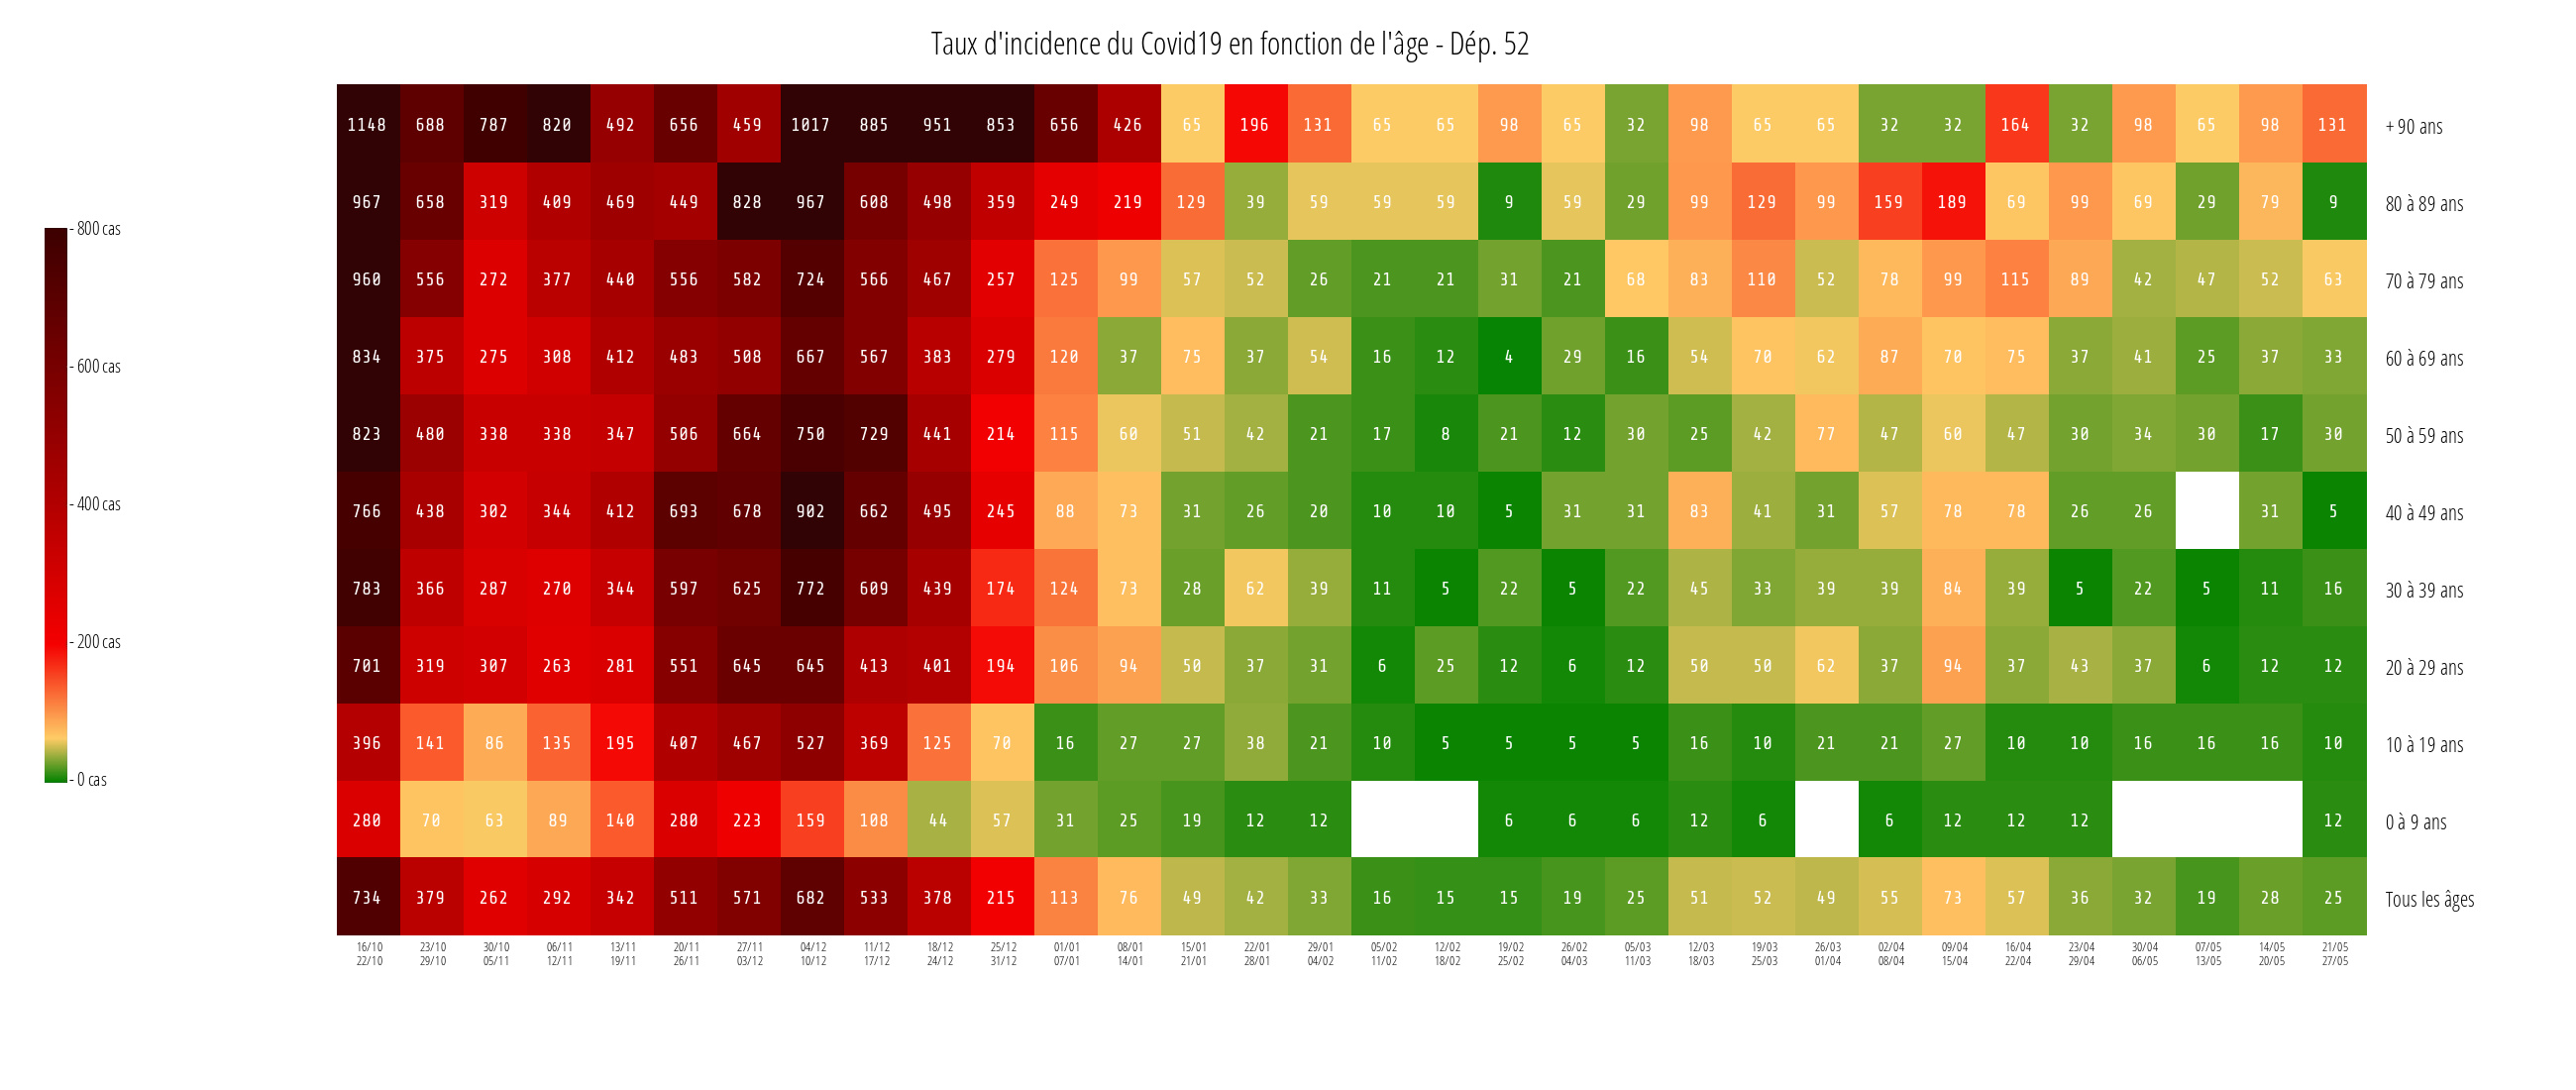 Taux d'incidence du Covid19 en fonction de l'âge - Dép. 52
- 800 cas
- 600 cas
- 400 cas
- 200 cas
- 0 cas
1148 688 787 820 492 656 459 1017 885 951 853 656 426 65 196 131 65 65 98 65 32 98 65 65 32 32 164 32 98 65 98 131 + 90 ans
967 658 319 409 469 449 828 967 608 498 359 249 219 129 39 59 59 59 9 59 29 99 129 99 159 189 69 99 69 29 79 9 80 à 89 ans
960 556 272 377 440 556 582 724 566 467 257 125 99 57 52 26 21 21 31 21 68 83 110 52 78 99 115 89 42 47 52 63 70 à 79 ans
834 375 275 308 412 483 508 667 567 383 279 120 37 75 37 54 16 12 4 29 16 54 70 62 87 70 75 37 41 25 37 33 60 à 69 ans
823 480 338 338 347 506 664 750 729 441 214 115 60 51 42 21 17 8 21 12 30 25 42 77 47 60 47 30 34 30 17 30 50 à 59 ans
766 438 302 344 412 693 678 902 662 495 245 88 73 31 26 20 10 10 5 31 31 83 41 31 57 78 78 26 26 31 5 40 à 49 ans
783 366 287 270 344 597 625 772 609 439 174 124 73 28 62 39 11 5 22 5 22 45 33 39 39 84 39 5 22 5 11 16 30 à 39 ans
701 319 307 263 281 551 645 645 413 401 194 106 94 50 37 31 6 25 12 6 12 50 50 62 37 94 37 43 37 6 12 12 20 à 29 ans
396 141 86 135 195 407 467 527 369 125 70 16 27 27 38 21 10 5 5 5 5 16 10 21 21 27 10 10 16 16 16 10 10 à 19 ans
280 70 63 89 140 280 223 159 108 44 57 31 25 19 12 12 6 6 6 12 6 6 12 12 12 12 0 à 9 ans
734 379 262 292 342 511 571 682 533 378 215 113 76 49 42 33 16 15 15 19 25 51 52 49 55 73 57 36 32 19 28 25 Tous les âges
16/10 23/10 30/10 06/11 13/11 20/11 27/11 04/12 11/12 18/12 25/12 01/01 08/01 15/01 22/01 29/01 05/02 12/02 19/02 26/02 05/03 12/03 19/03 26/03 02/04 09/04 16/04 23/04 30/04 07/05 14/05 21/05
22/10 29/10 05/11 12/11 19/11 26/11 03/12 10/12 17/12 24/12 31/12 07/01 14/01 21/01 28/01 04/02 11/02 18/02 25/02 04/03 11/03 18/03 25/03 01/04 08/04 15/04 22/04 29/04 06/05 13/05 20/05 27/05